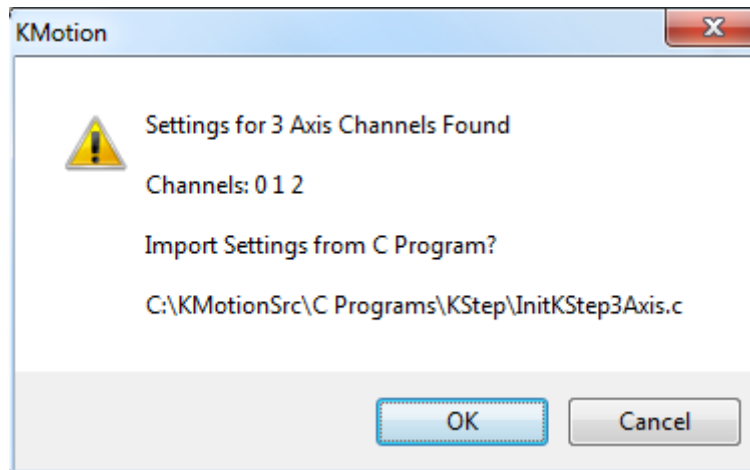 KMotion
Settings for 3 Axis Channels Found
Channels: 0 1 2
Import Settings from C Program?
C:\KMotionSrc\C Programs\KStep\InitKStep3Axis.c
OK
Cancel